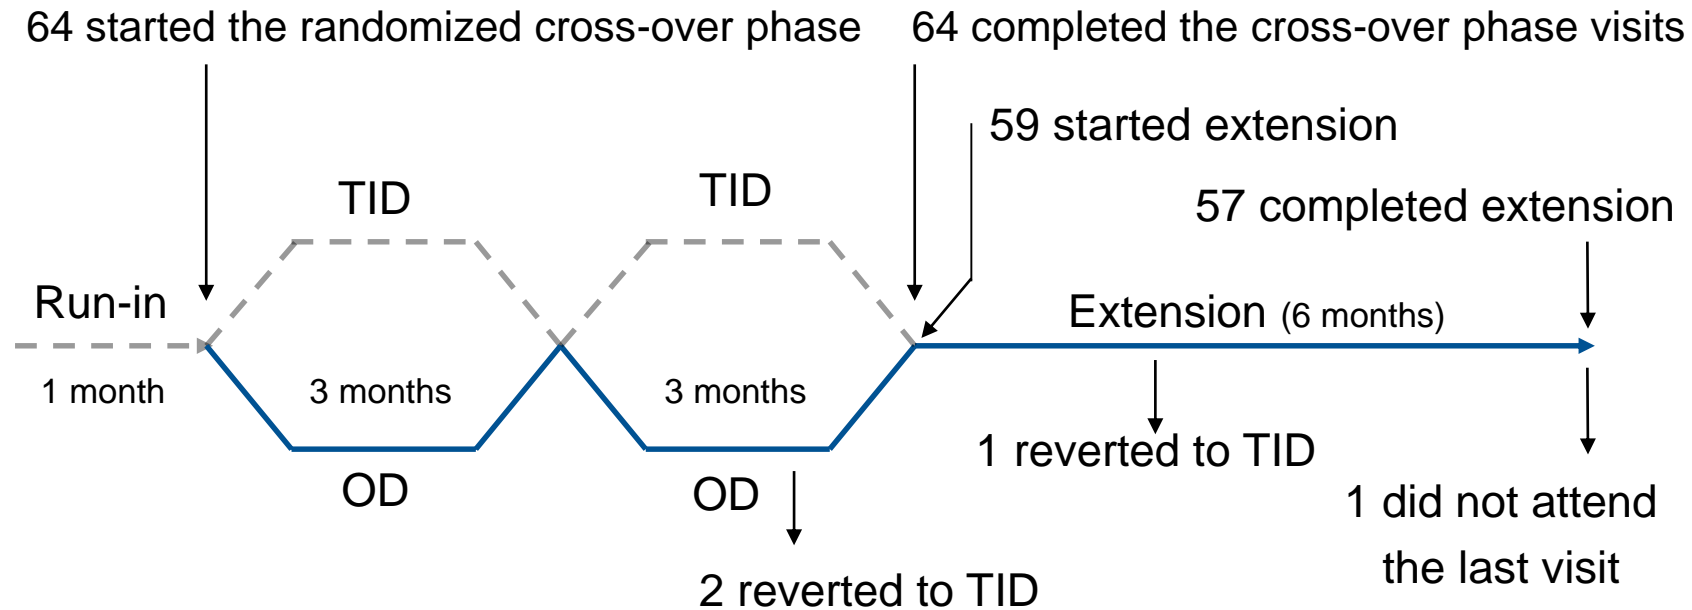 64 started the randomized cross-over phase
64 completed the cross-over phase visits
59 started extension
TID
TID
57 completed extension
Run-in
Extension (6 months)
1 month
3 months
3 months
1 reverted to TID
OD
OD
1 did not attend
the last visit
2 reverted to TID